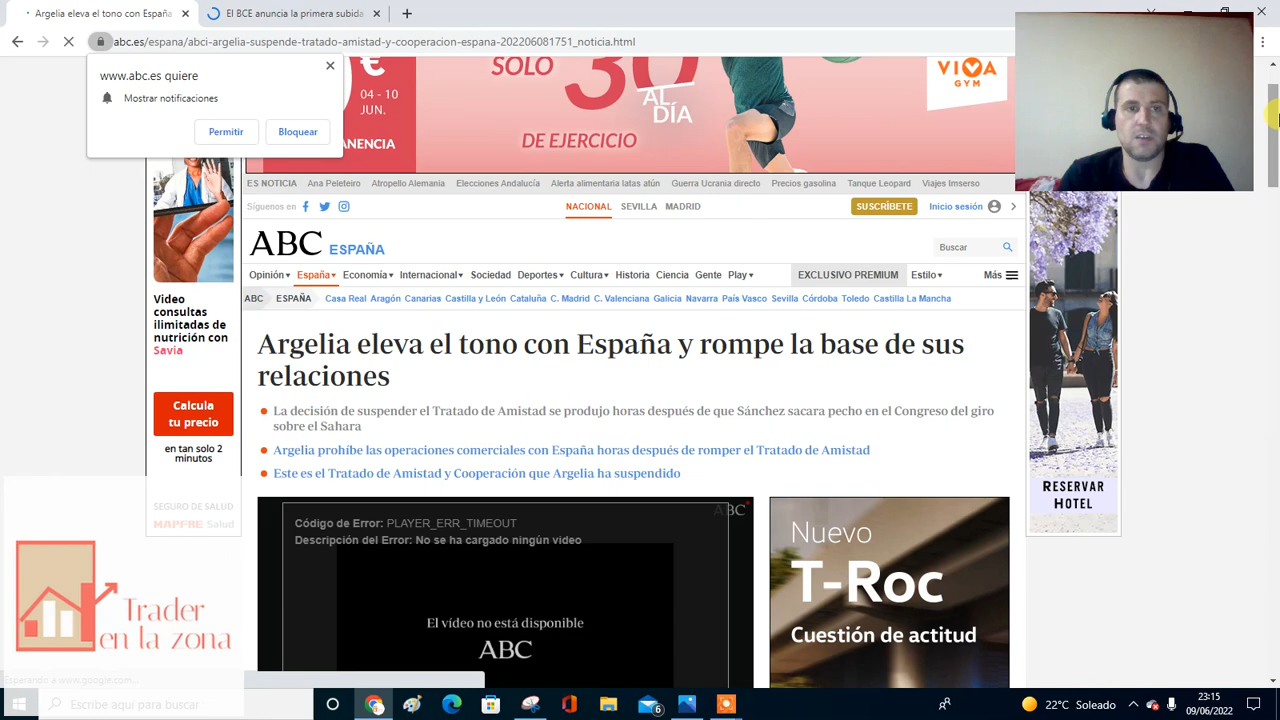 Argelia eleva el tono con España
El BCE anuncia la primera subida
abc.es/espana/abci-argelia-suspende-tratado-amistad-y-cooperacion-espana-202206081751_noticia.html
www.abc.es quiere
Mostrar notificaciones
Permitir
Bloquear
€
04 - 10
JUN.
SOLO
AL
DÍA
DE EJERCICIO
VIVA
GYM
ES NOTICIA Ana Peleteiro Atropello Alemania Elecciones Andalucía Alerta alimentaria latas atún Guerra Ucrania directo Precios gasolina Tanque Leopard Viajes Imserso
Síguenos en
NACIONAL SEVILLA MADRID
SUSCRÍBETE
Inicio sesión
ABC ESPAÑA
Buscar
Opinión España Economía Internacional Sociedad Deportes Cultura Historia Ciencia Gente Play EXCLUSIVO PREMIUM Estilo Más
ABC ESPAÑA Casa Real Aragón Canarias Castilla y León Cataluña C. Madrid C. Valenciana Galicia Navarra País Vasco Sevilla Córdoba Toledo Castilla La Mancha
Video
consultas
ilimitadas de
nutrición con
Savia
Calcula
tu precio
en tan solo 2
minutos
SEGURO DE SALUD
MAPFRE Salud
Argelia eleva el tono con España y rompe la base de sus
relaciones
La decisión de suspender el Tratado de Amistad se produjo horas después de que Sánchez sacara pecho en el Congreso del giro
sobre el Sahara
Argelia prohíbe las operaciones comerciales con España horas después de romper el Tratado de Amistad
Este es el Tratado de Amistad y Cooperación que Argelia ha suspendido
ABC
Código de Error: PLAYER_ERR_TIMEOUT
Descripción del Error: No se ha cargado ningún video
El vídeo no está disponible
ABC
Nuevo
T-Roc
Cuestión de actitud
RESERVAR
HOTEL
Trader
en la zona
Esperando a www.google.com...
Escribe aquí para buscar
6
22°C Soleado
23:15
09/06/2022